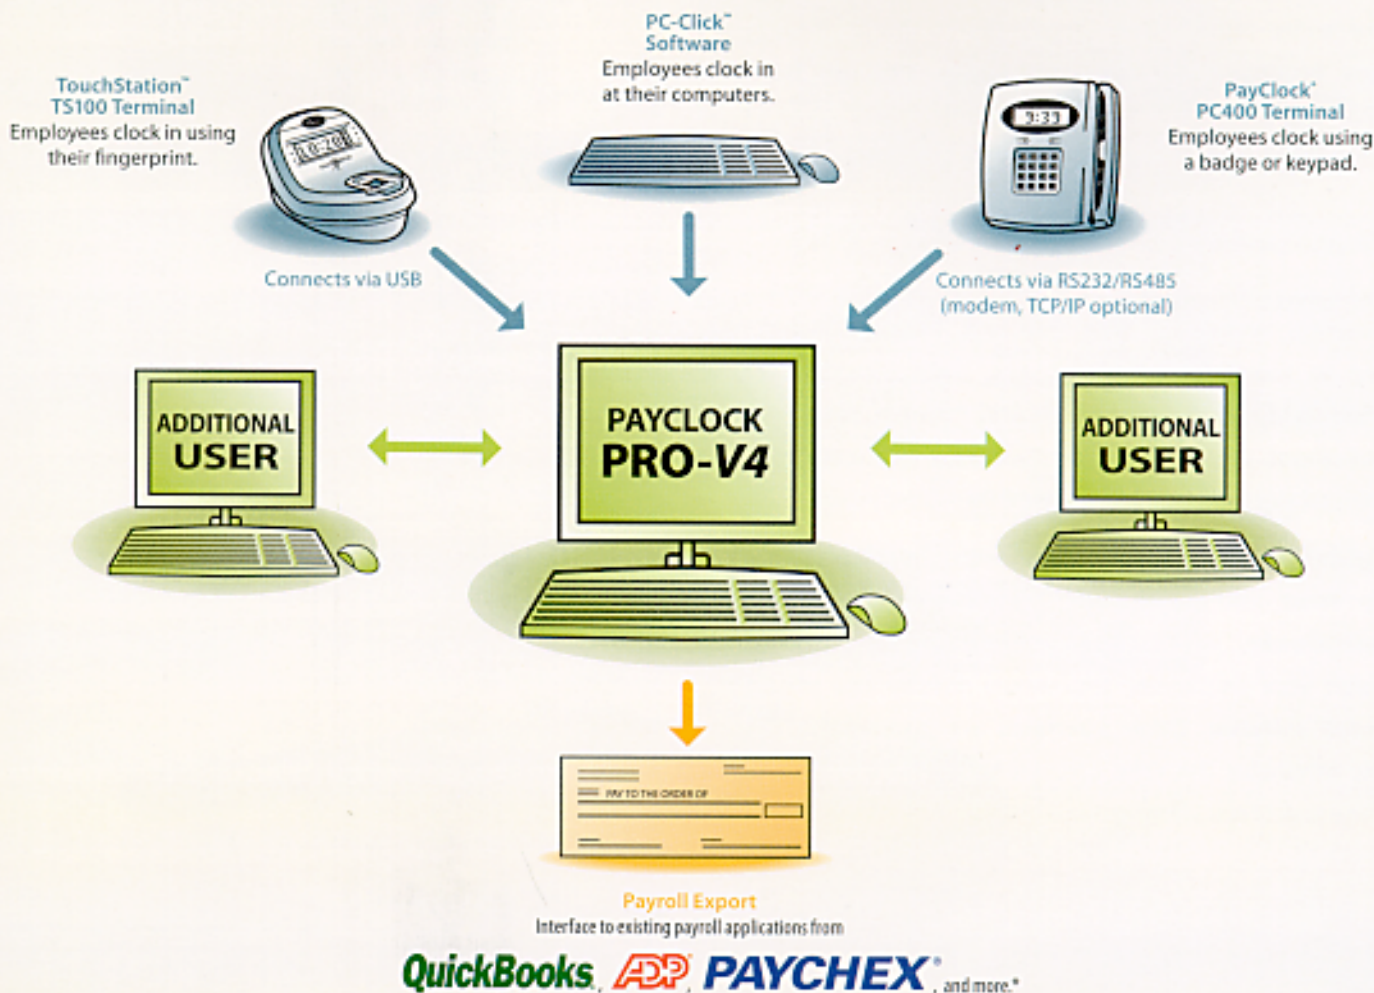 PC-Click™
Software
Employees clock in
at their computers.
TouchStation™
TS100 Terminal
Employees clock in using
their fingerprint.
PayClock®
PC400 Terminal
Employees clock using
a badge or keypad.
9:39
Connects via USB
Connects via RS232/RS485
(modem, TCP/IP optional)
ADDITIONAL
USER
PAYCLOCK
PRO-V4
ADDITIONAL
USER
PAY TO THE ORDER OF
Payroll Export
Interface to existing payroll applications from
QuickBooks, ADP, PAYCHEX®, and more.*